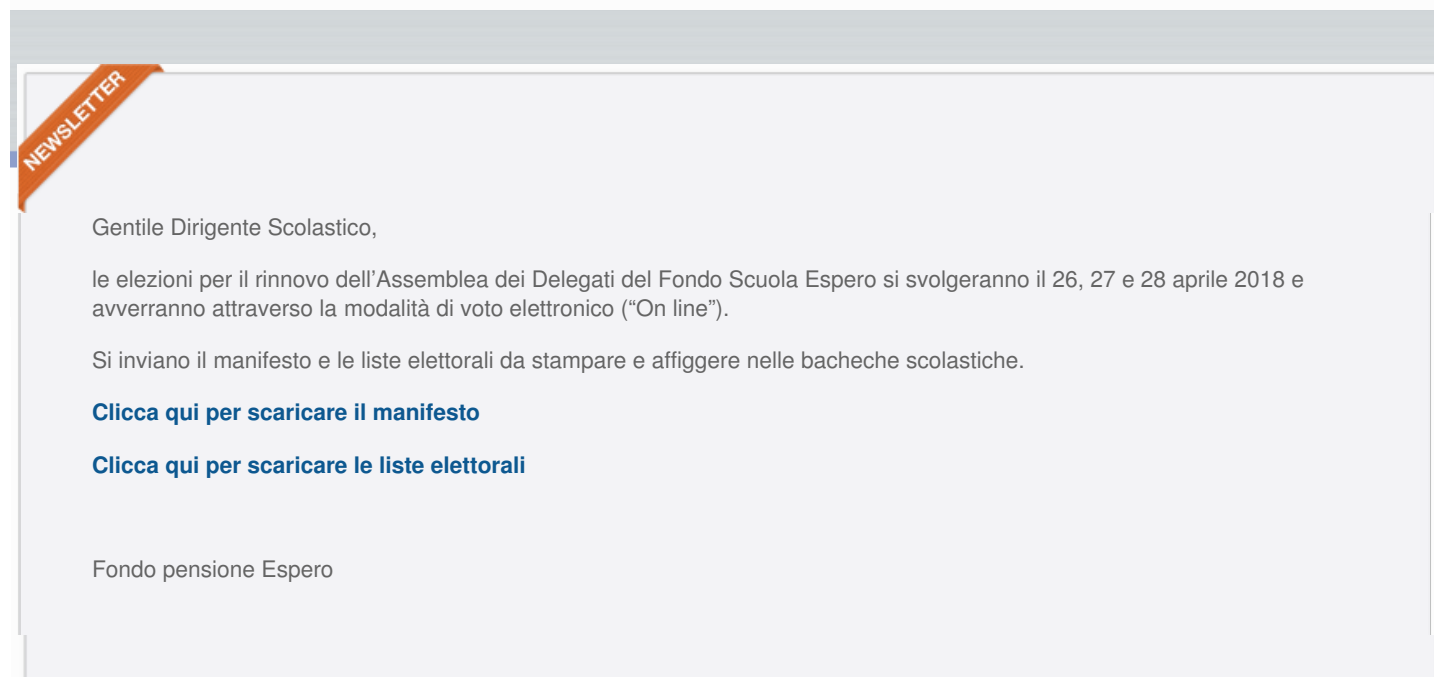 NEWSLETTER
Gentile Dirigente Scolastico,
le elezioni per il rinnovo dell’Assemblea dei Delegati del Fondo Scuola Espero si svolgeranno il 26, 27 e 28 aprile 2018 e
avverranno attraverso la modalità di voto elettronico (“On line”).
Si inviano il manifesto e le liste elettorali da stampare e affiggere nelle bacheche scolastiche.
Clicca qui per scaricare il manifesto
Clicca qui per scaricare le liste elettorali
Fondo pensione Espero